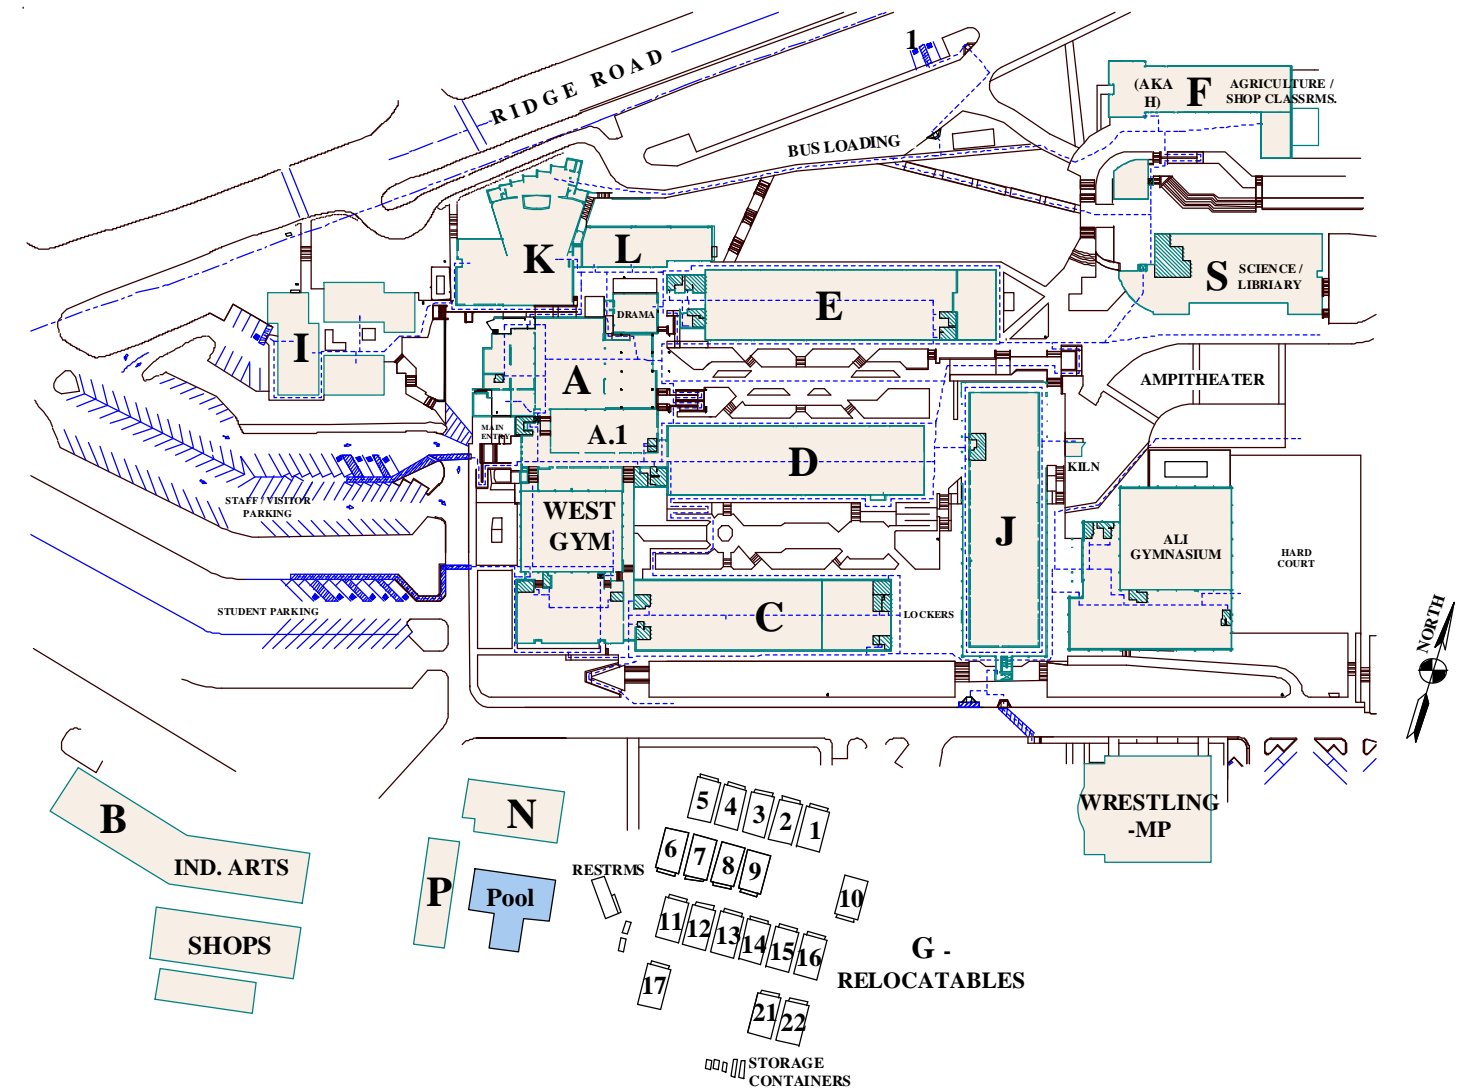 1
RIDGE ROAD
(AKA
H)
F
AGRICULTURE /
SHOP CLASSRMS.
BUS LOADING
K
L
S
SCIENCE /
LIBRIARY
E
DRAMA
I
A
AMPITHEATER
MAIN
ENTRY
A.1
D
KILN
STAFF / VISITIOR
PARKING
WEST
GYM
J
ALI
GYMNASIUM
HARD
COURT
STUDENT PARKING
C
LOCKERS
NORTH
B
IND. ARTS
SHOPS
N
P
Pool
RESTRMS
5
4
3
2
1
6
7
8
9
10
11
12
13
14
15
16
17
21
22
G -
RELOCATABLES
WRESTLING
-MP
STORAGE
CONTAINERS